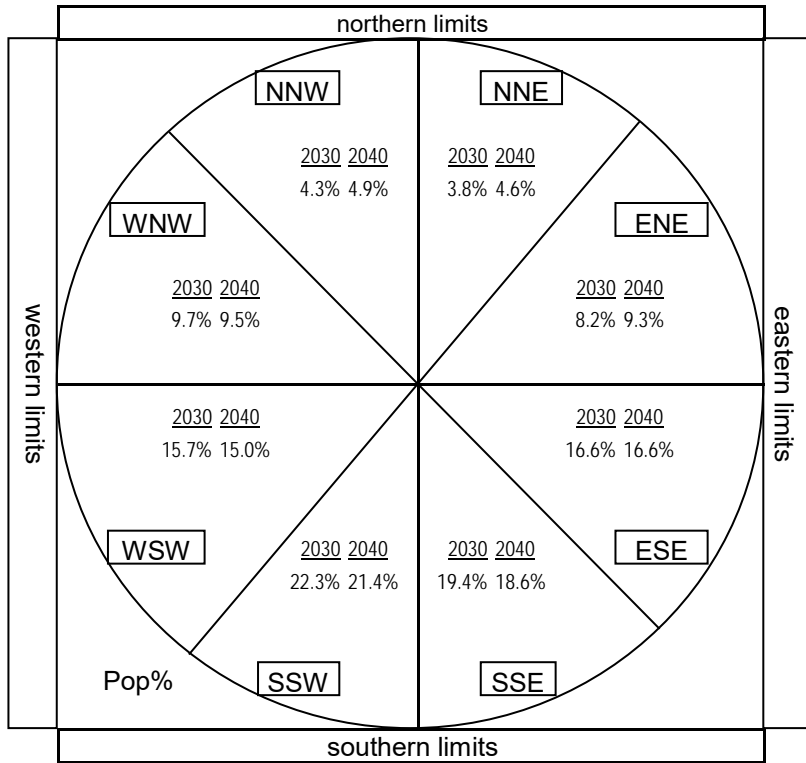 northern limits
NNW
NNE
2030 2040
4.3% 4.9%
2030 2040
3.8% 4.6%
WNW
ENE
2030 2040
9.7% 9.5%
2030 2040
8.2% 9.3%
western limits
eastern limits
2030 2040
15.7% 15.0%
2030 2040
16.6% 16.6%
WSW
ESE
2030 2040
22.3% 21.4%
2030 2040
19.4% 18.6%
Pop%
SSW
SSE
southern limits